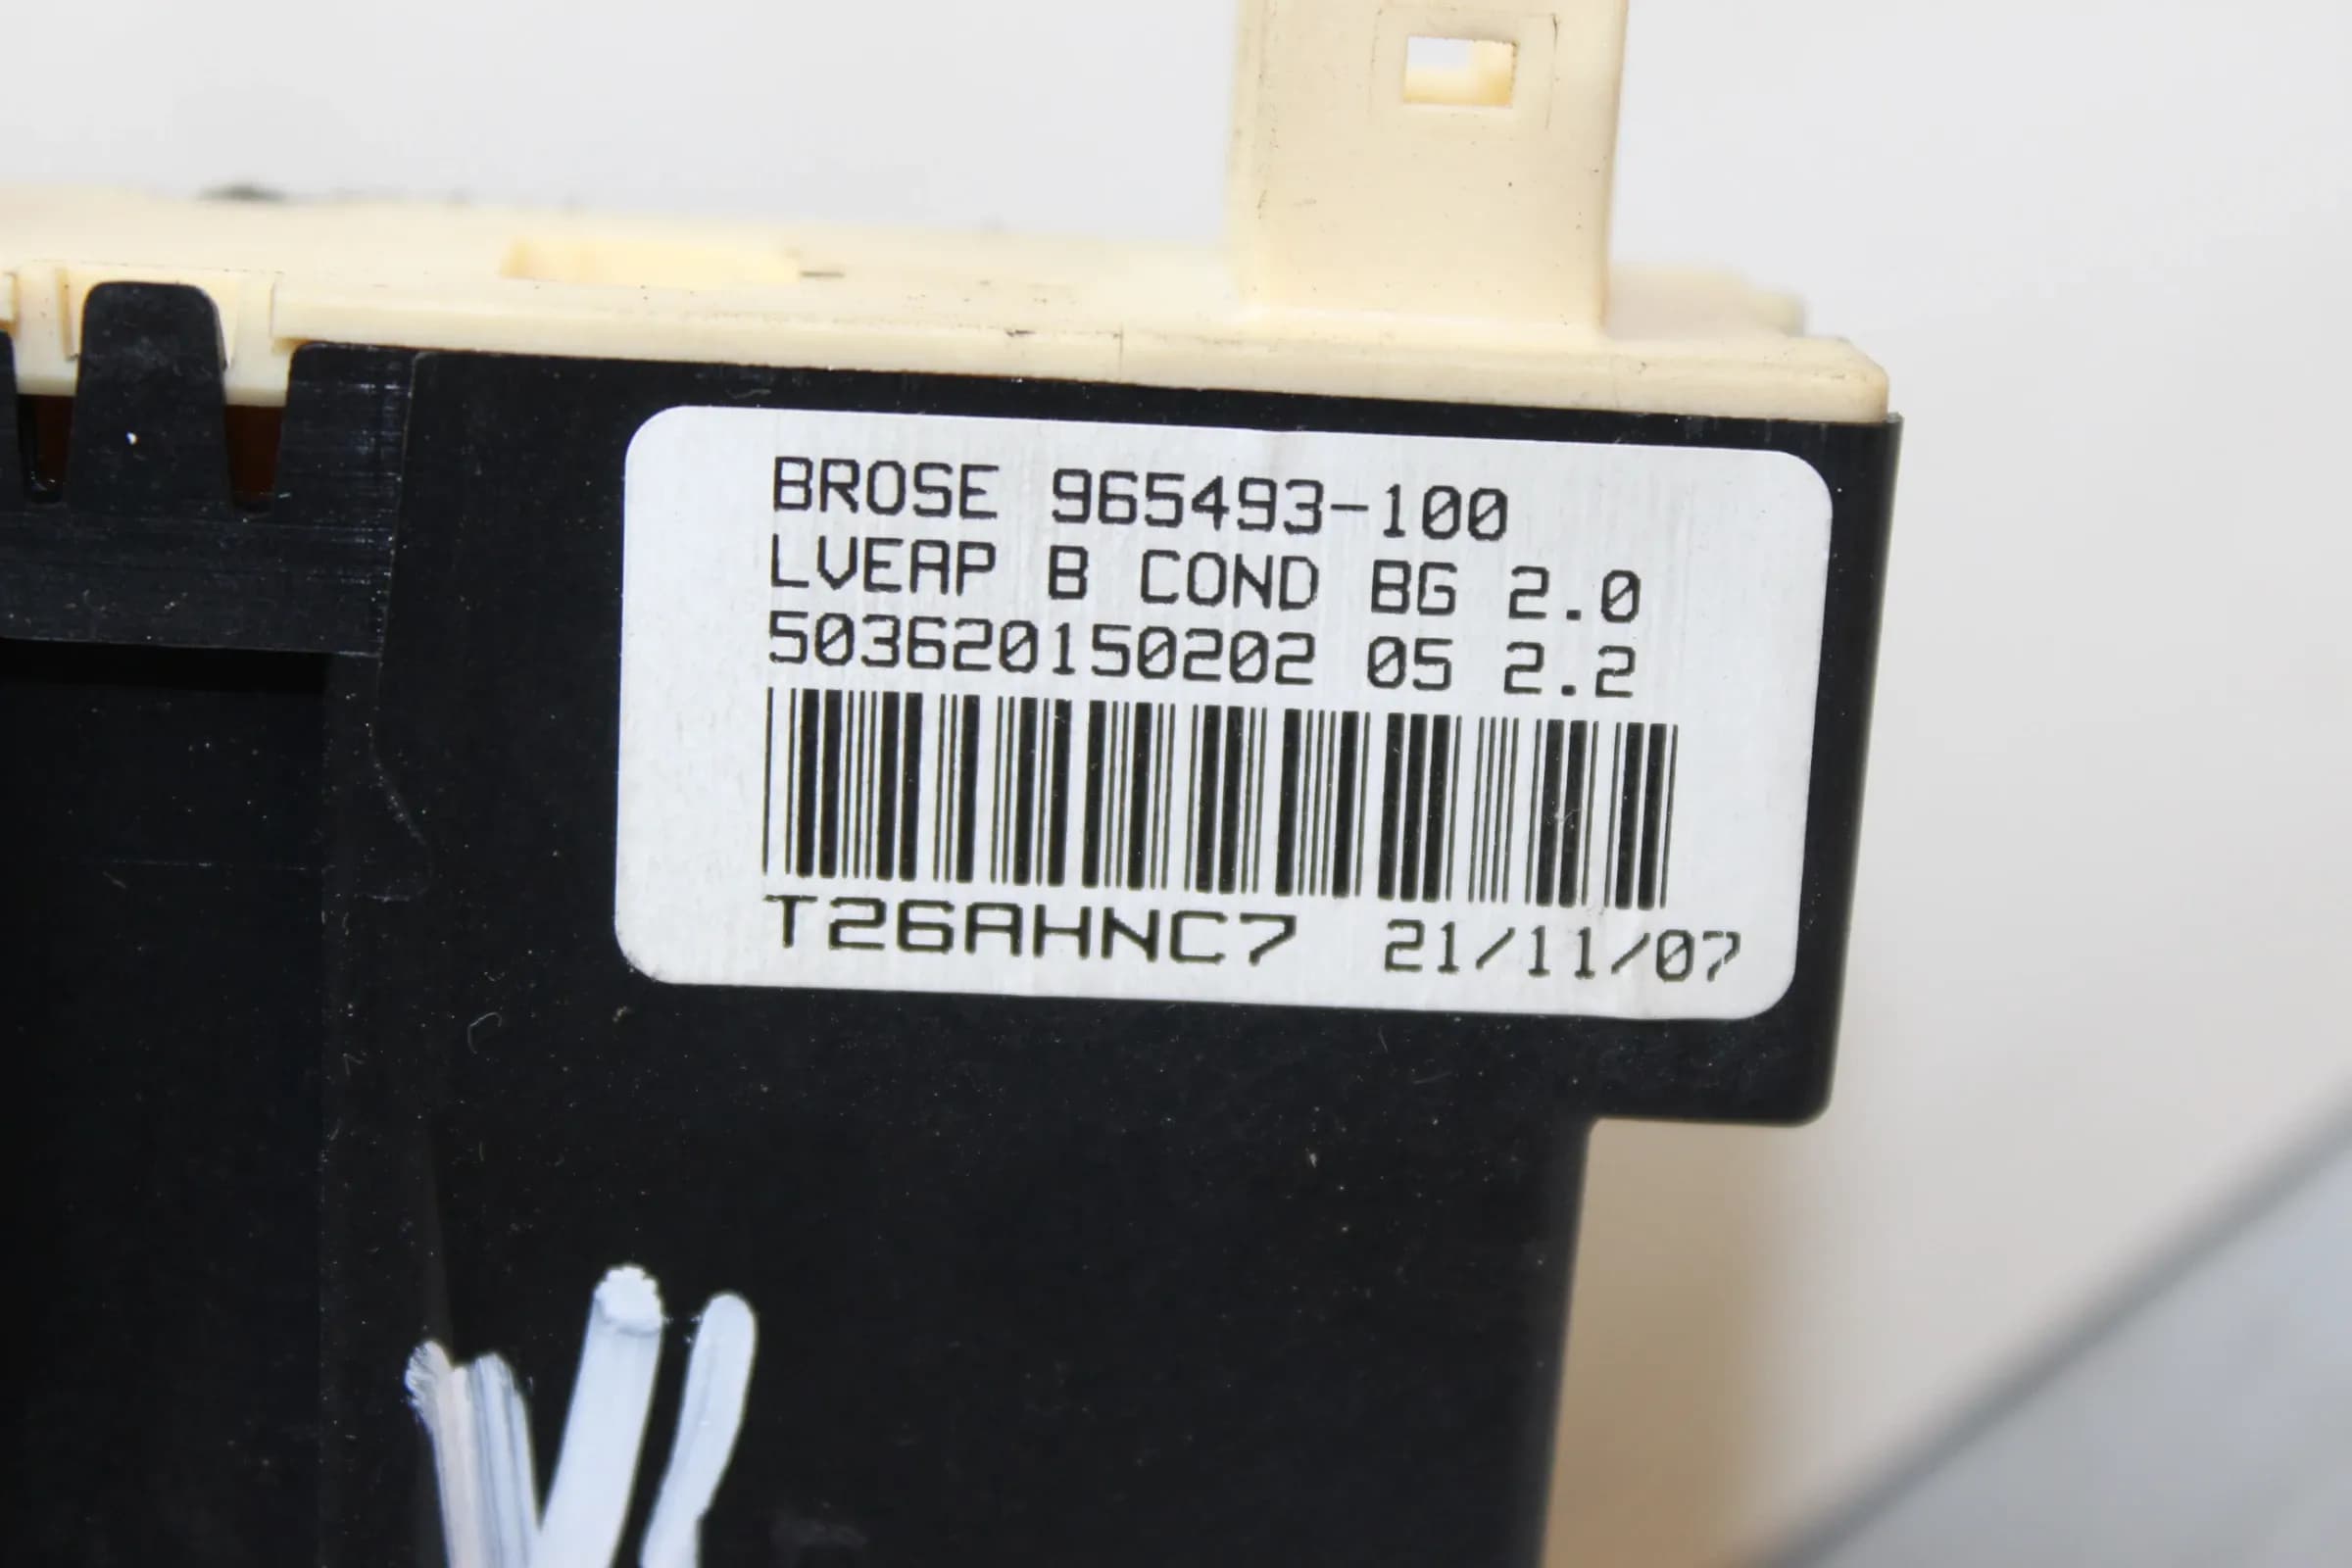 BROSE 965493-100
LVEAP B COND BG 2.0
503620150202 05 2.2
T26AHNC7 21/11/07